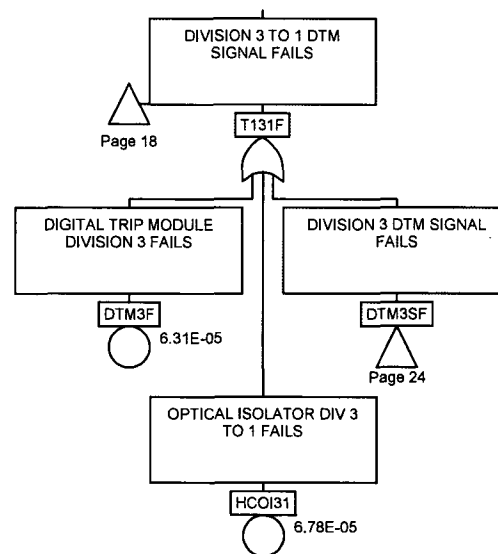 DIVISION 3 TO 1 DTM
SIGNAL FAILS
Page 18
T131F
DIGITAL TRIP MODULE
DIVISION 3 FAILS
DIVISION 3 DTM SIGNAL
FAILS
DTM3F
6.31E-05
DTM3SF
Page 24
OPTICAL ISOLATOR DIV 3
TO 1 FAILS
HCOI31
6.78E-05